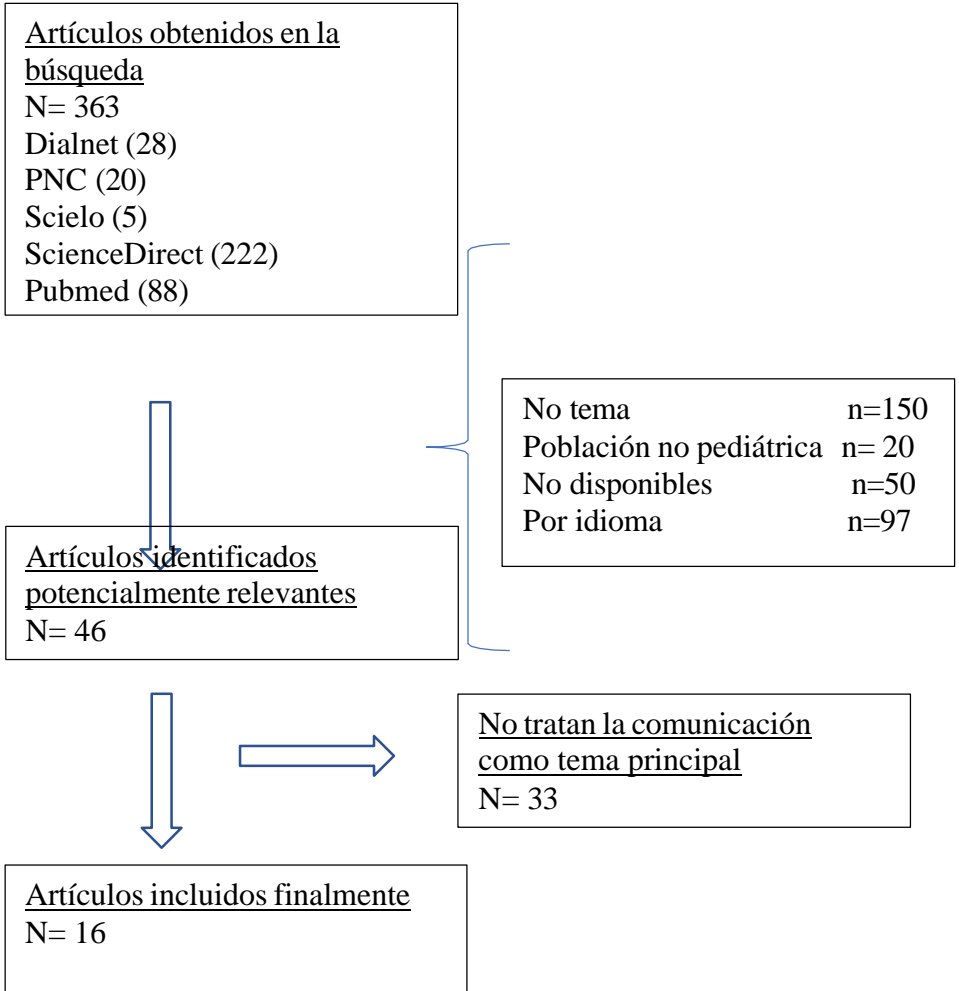 Artículos obtenidos en la
búsqueda
N= 363
Dialnet (28)
PNC (20)
Scielo (5)
ScienceDirect (222)
Pubmed (88)
No tema n=150
Población no pediátrica n= 20
No disponibles n=50
Por idioma n=97
Artículos identificados
potencialmente relevantes
N= 46
No tratan la comunicación
como tema principal
N= 33
Artículos incluidos finalmente
N= 16